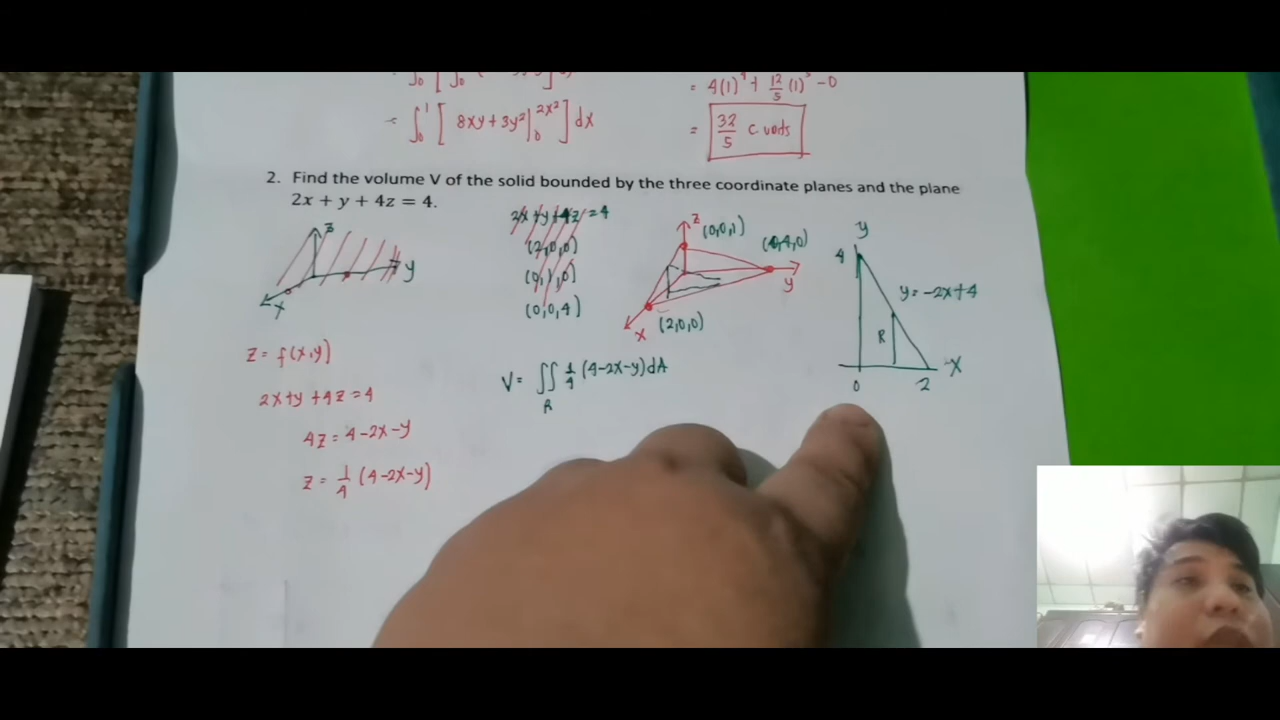 = 4(1)⁴ + 12/5 (1)⁵ - 0
= ∫₀¹ [ 8xy + 3y² |₀^2x² ] dx
= 32/5 c. units
2. Find the volume V of the solid bounded by the three coordinate planes and the plane
2x + y + 4z = 4.
z
y
x
2x + y + 4z = 4
(2,0,0)
(0,1,0)
(0,0,4)
z
(0,0,1)
(0,4,0)
y
x
(2,0,0)
y
4
y = -2x+4
R
x
0
2
z = f(x,y)
2x+y+4z=4
4z = 4-2x-y
z = 1/4 (4-2x-y)
V = ∬ 1/4 (4-2x-y) dA
R